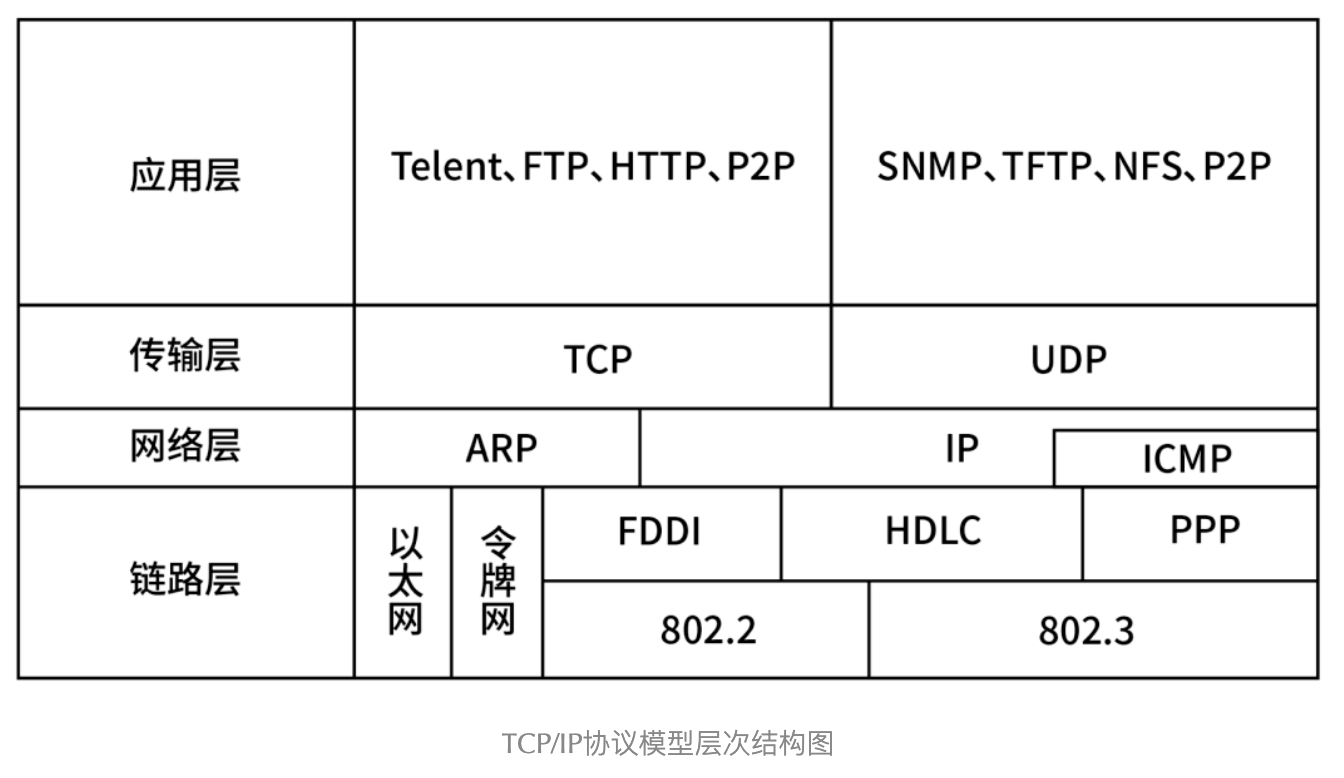 应用层
Telent、FTP、HTTP、P2P
SNMP、TFTP、NFS、P2P
传输层
TCP
UDP
网络层
ARP
IP
ICMP
链路层
以太网
令牌网
FDDI
HDLC
PPP
802.2
802.3
TCP/IP协议模型层次结构图